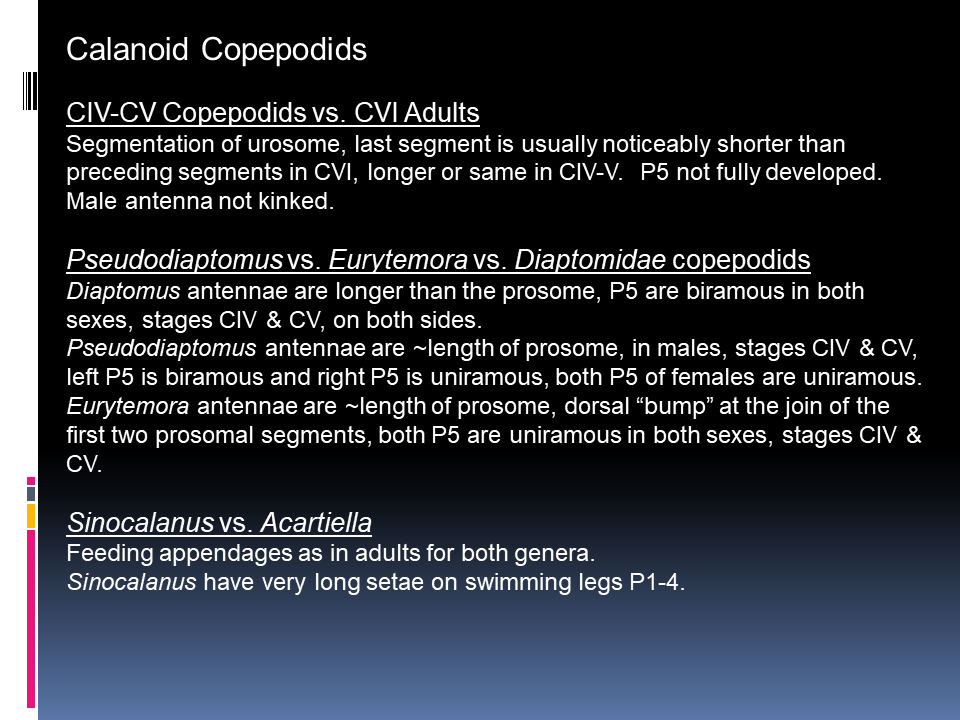 Calanoid Copepodids
CIV-CV Copepodids vs. CVI Adults
Segmentation of urosome, last segment is usually noticeably shorter than
preceding segments in CVI, longer or same in CIV-V.  P5 not fully developed.
Male antenna not kinked.
Pseudodiaptomus vs. Eurytemora vs. Diaptomidae copepodids
Diaptomus antennae are longer than the prosome, P5 are biramous in both
sexes, stages CIV & CV, on both sides.
Pseudodiaptomus antennae are ~length of prosome, in males, stages CIV & CV,
left P5 is biramous and right P5 is uniramous, both P5 of females are uniramous.
Eurytemora antennae are ~length of prosome, dorsal “bump” at the join of the
first two prosomal segments, both P5 are uniramous in both sexes, stages CIV &
CV.
Sinocalanus vs. Acartiella
Feeding appendages as in adults for both genera.
Sinocalanus have very long setae on swimming legs P1-4.